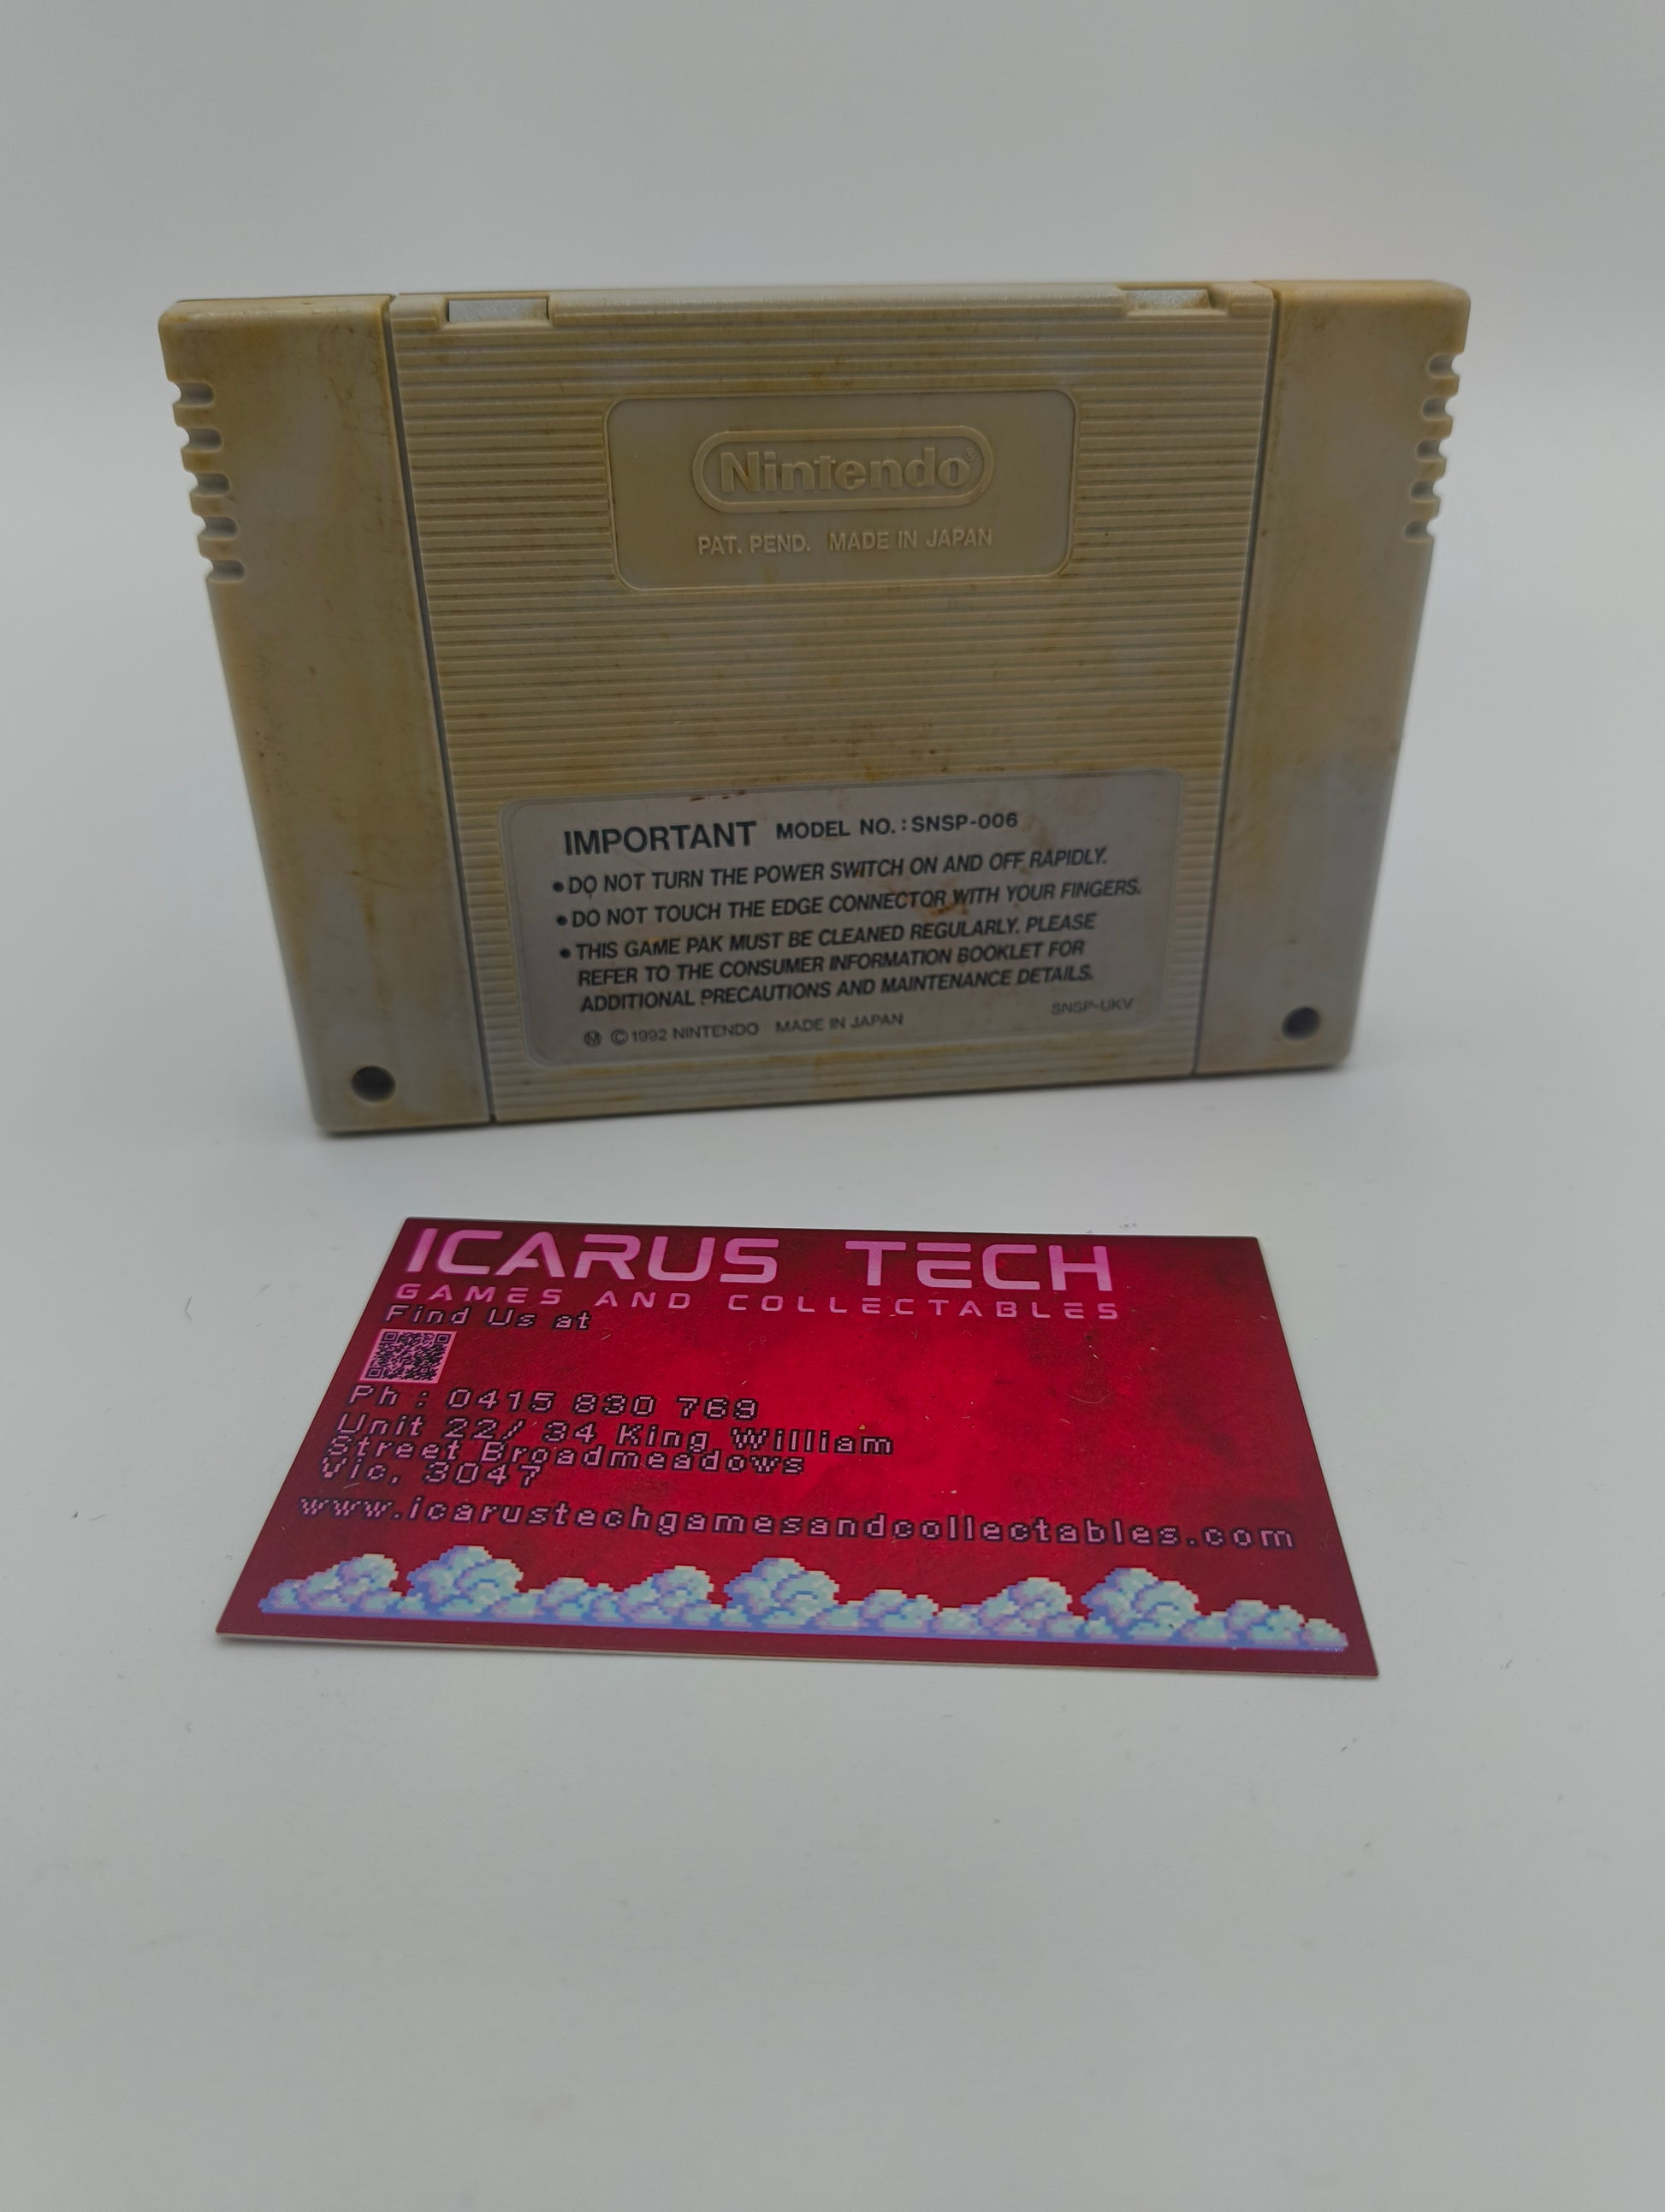 Nintendo®
PAT. PEND. MADE IN JAPAN
IMPORTANT MODEL NO.: SNSP-006
• DO NOT TURN THE POWER SWITCH ON AND OFF RAPIDLY.
• DO NOT TOUCH THE EDGE CONNECTOR WITH YOUR FINGERS.
• THIS GAME PAK MUST BE CLEANED REGULARLY. PLEASE
REFER TO THE CONSUMER INFORMATION BOOKLET FOR
ADDITIONAL PRECAUTIONS AND MAINTENANCE DETAILS.
SNSP-UKV
Ⓜ ©1992 NINTENDO MADE IN JAPAN
ICARUS TECH
GAMES AND COLLECTABLES
Find Us at
Ph : 0415 830 769
Unit 22/ 34 King William
Street Broadmeadows
Vic, 3047
www.icarustechgamesandcollectables.com